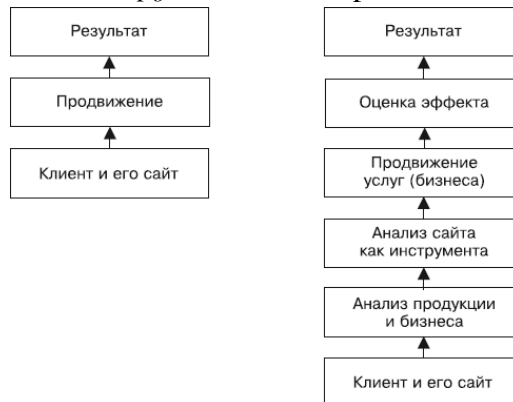 Результат
Продвижение
Клиент и его сайт
Результат
Оценка эффекта
Продвижение
услуг (бизнеса)
Анализ сайта
как инструмента
Анализ продукции
и бизнеса
Клиент и его сайт